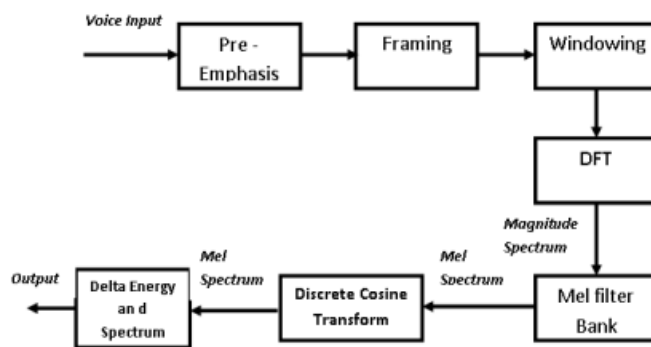 Voice Input
Pre -
Emphasis
Framing
Windowing
DFT
Magnitude
Spectrum
Mel filter
Bank
Mel
Spectrum
Discrete Cosine
Transform
Mel
Spectrum
Delta Energy
an d
Spectrum
Output